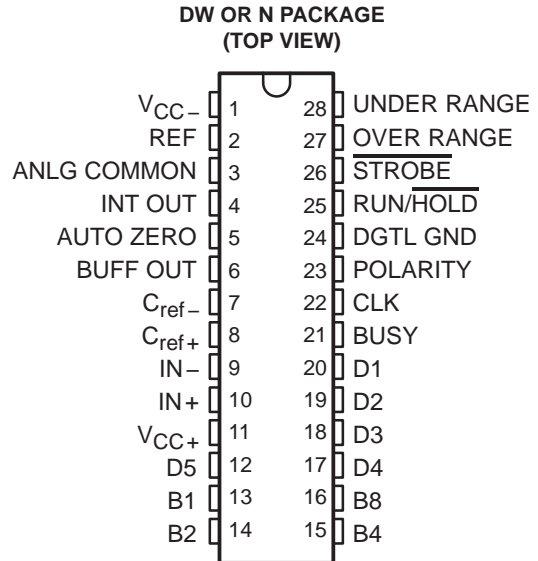 DW OR N PACKAGE
(TOP VIEW)
VCC− 1 28 UNDER RANGE
REF 2 27 OVER RANGE
ANLG COMMON 3 26 STROBE
INT OUT 4 25 RUN/HOLD
AUTO ZERO 5 24 DGTL GND
BUFF OUT 6 23 POLARITY
Cref− 7 22 CLK
Cref+ 8 21 BUSY
IN− 9 20 D1
IN+ 10 19 D2
VCC+ 11 18 D3
D5 12 17 D4
B1 13 16 B8
B2 14 15 B4